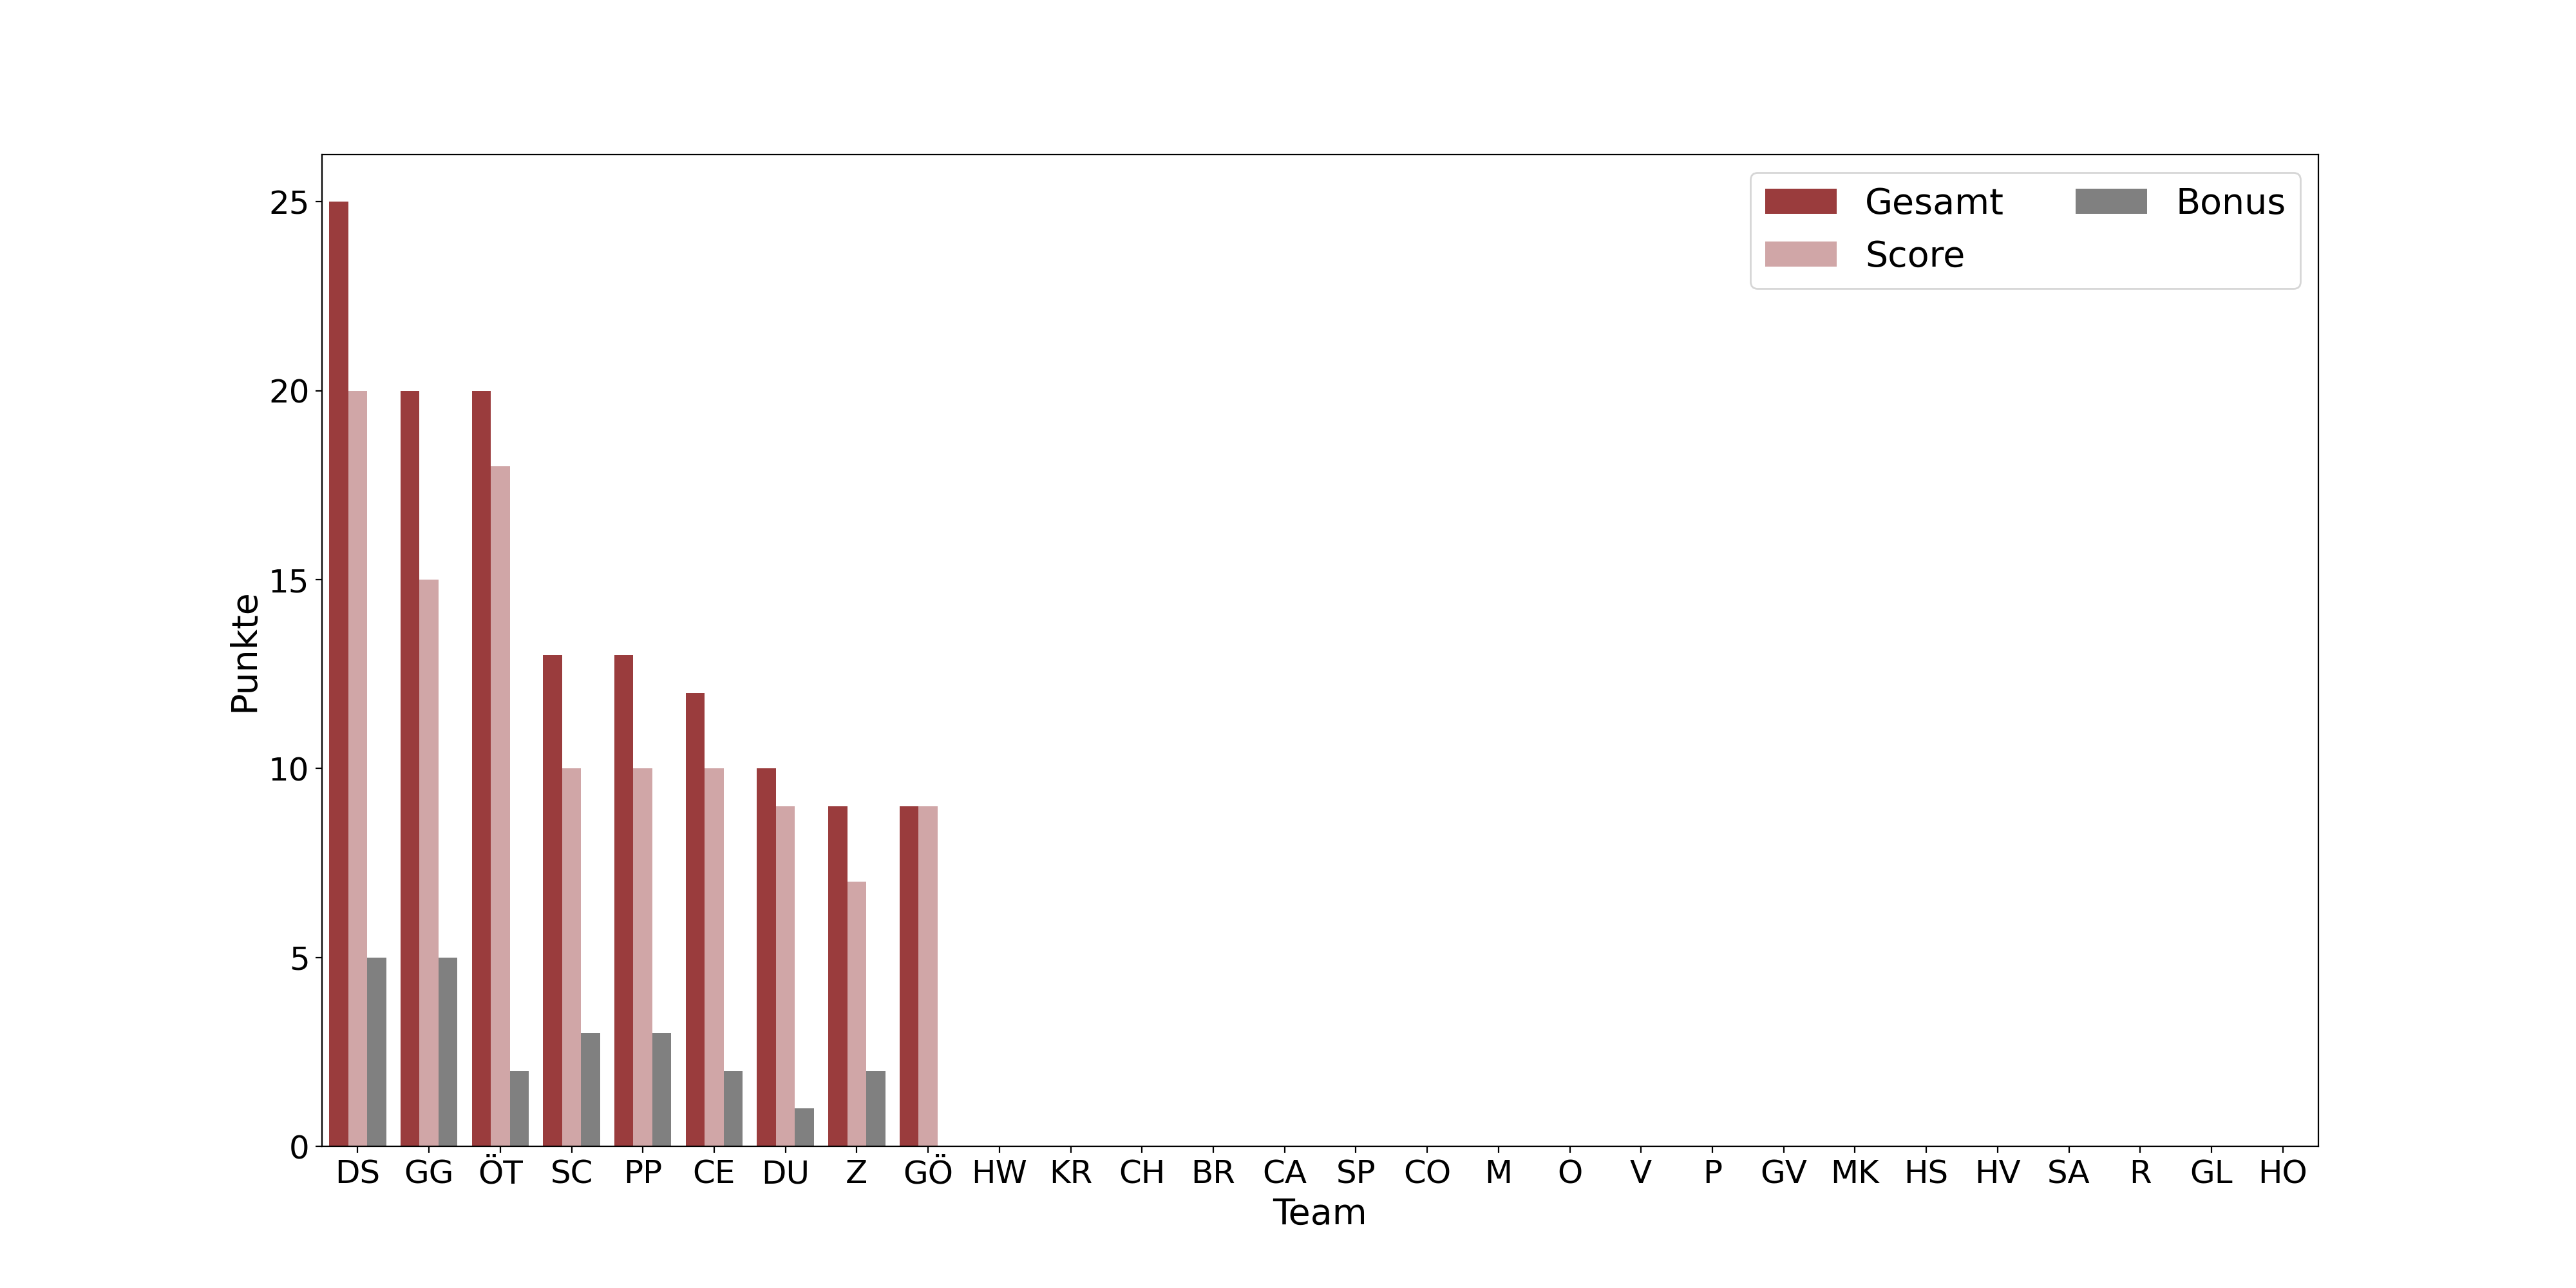 Gesamt Bonus
Score
25
20
15
10
5
0
Punkte
DS GG ÖT SC PP CE DU Z GÖ HW KR CH BR CA SP CO M O V P GV MK HS HV SA R GL HO
Team